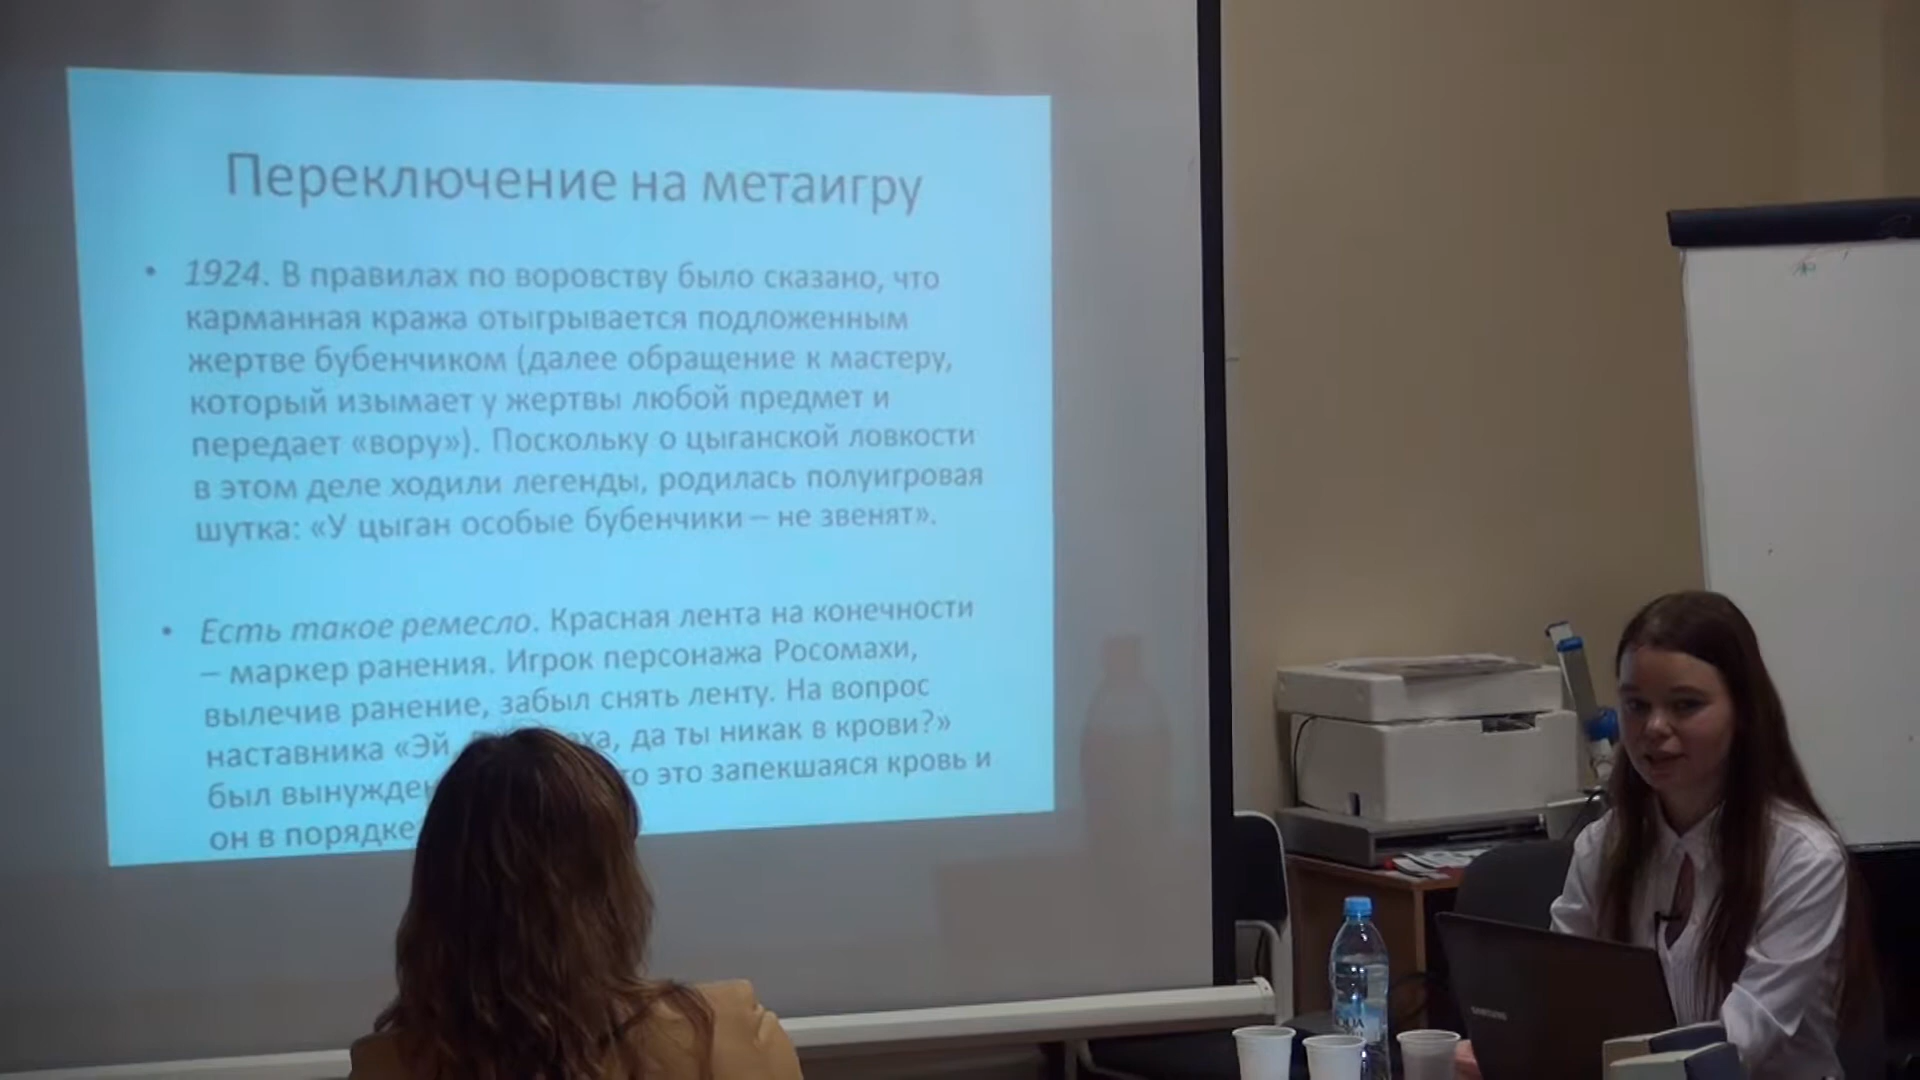 Переключение на метаигру
• 1924. В правилах по воровству было сказано, что
карманная кража отыгрывается подложенным
жертве бубенчиком (далее обращение к мастеру,
который изымает у жертвы любой предмет и
передает «вору»). Поскольку о цыганской ловкости
в этом деле ходили легенды, родилась полуигровая
шутка: «У цыган особые бубенчики – не звенят».
• Есть такое ремесло. Красная лента на конечности
– маркер ранения. Игрок персонажа Росомахи,
вылечив ранение, забыл снять ленту. На вопрос
наставника «Эй, да ты никак в крови?»
был это запекшаяся кровь и
он в порядке
SAMSUNG